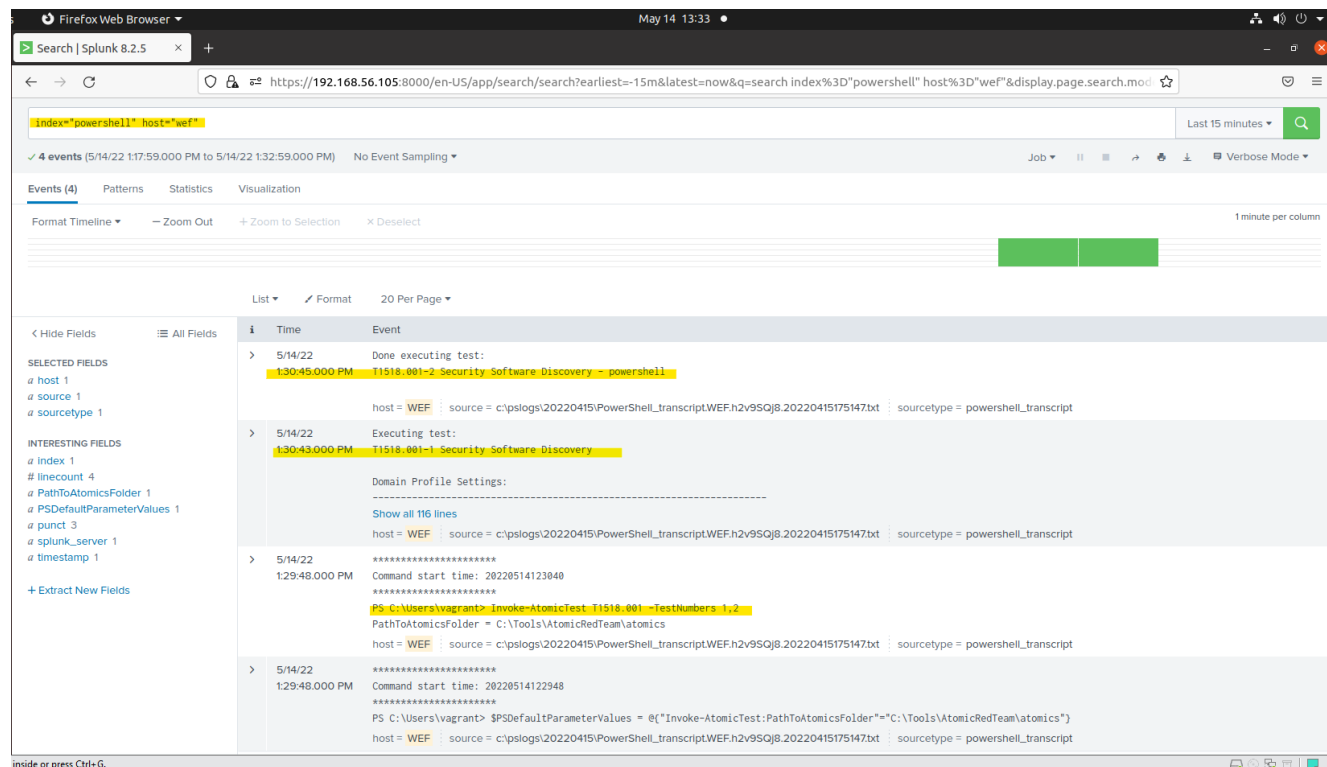 Firefox Web Browser
May 14 13:33
Search | Splunk 8.2.5
https://192.168.56.105:8000/en-US/app/search/search?earliest=-15m&latest=now&q=search index%3D"powershell" host%3D"wef"&display.page.search.mod
index="powershell" host="wef"
Last 15 minutes
4 events (5/14/22 1:17:59.000 PM to 5/14/22 1:32:59.000 PM) No Event Sampling
Job
Verbose Mode
Events (4) Patterns Statistics Visualization
Format Timeline — Zoom Out + Zoom to Selection × Deselect
1 minute per column
List Format 20 Per Page
< Hide Fields All Fields
i Time Event
SELECTED FIELDS
a host 1
a source 1
a sourcetype 1
INTERESTING FIELDS
a index 1
# linecount 4
a PathToAtomicsFolder 1
a PSDefaultParameterValues 1
a punct 3
a splunk_server 1
a timestamp 1
+ Extract New Fields
5/14/22 Done executing test:
1:30:45.000 PM T1518.001-2 Security Software Discovery - powershell
host = WEF source = c:\pslogs\20220415\PowerShell_transcript.WEF.h2v9SQj8.20220415175147.txt sourcetype = powershell_transcript
5/14/22 Executing test:
1:30:43.000 PM T1518.001-1 Security Software Discovery
Domain Profile Settings:
----------------------------------------------------------------------
Show all 116 lines
host = WEF source = c:\pslogs\20220415\PowerShell_transcript.WEF.h2v9SQj8.20220415175147.txt sourcetype = powershell_transcript
5/14/22 **********************
1:29:48.000 PM Command start time: 20220514123040
**********************
PS C:\Users\vagrant> Invoke-AtomicTest T1518.001 -TestNumbers 1,2
PathToAtomicsFolder = C:\Tools\AtomicRedTeam\atomics
host = WEF source = c:\pslogs\20220415\PowerShell_transcript.WEF.h2v9SQj8.20220415175147.txt sourcetype = powershell_transcript
5/14/22 **********************
1:29:48.000 PM Command start time: 20220514122948
**********************
PS C:\Users\vagrant> $PSDefaultParameterValues = @{"Invoke-AtomicTest:PathToAtomicsFolder"="C:\Tools\AtomicRedTeam\atomics"}
host = WEF source = c:\pslogs\20220415\PowerShell_transcript.WEF.h2v9SQj8.20220415175147.txt sourcetype = powershell_transcript
inside or press Ctrl+G.